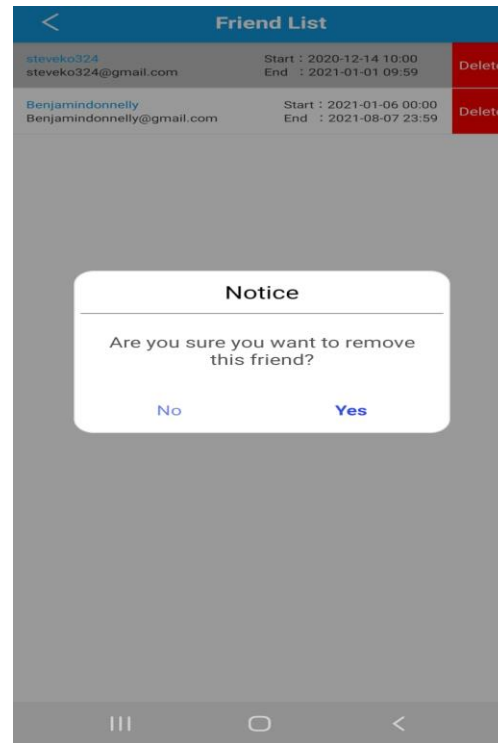 Friend List
steveko324
Start : 2020-12-14 10:00
steveko324@gmail.com
End : 2021-01-01 09:59
Delete
Benjamindonnelly
Start : 2021-01-06 00:00
Benjamindonnelly@gmail.com
End : 2021-08-07 23:59
Delete
Notice
Are you sure you want to remove
this friend?
No
Yes